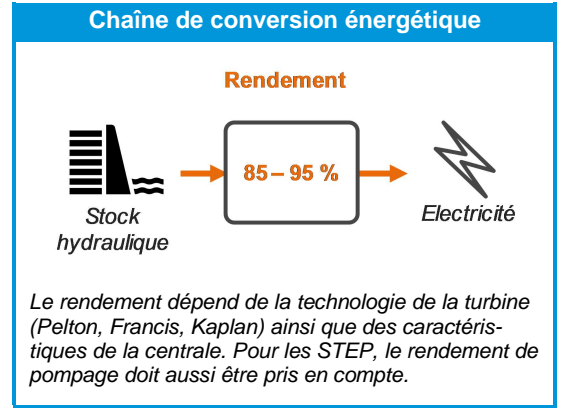 Chaîne de conversion énergétique
Rendement
85 – 95 %
Stock
hydraulique
Electricité
Le rendement dépend de la technologie de la turbine
(Pelton, Francis, Kaplan) ainsi que des caractéris-
tiques de la centrale. Pour les STEP, le rendement de
pompage doit aussi être pris en compte.